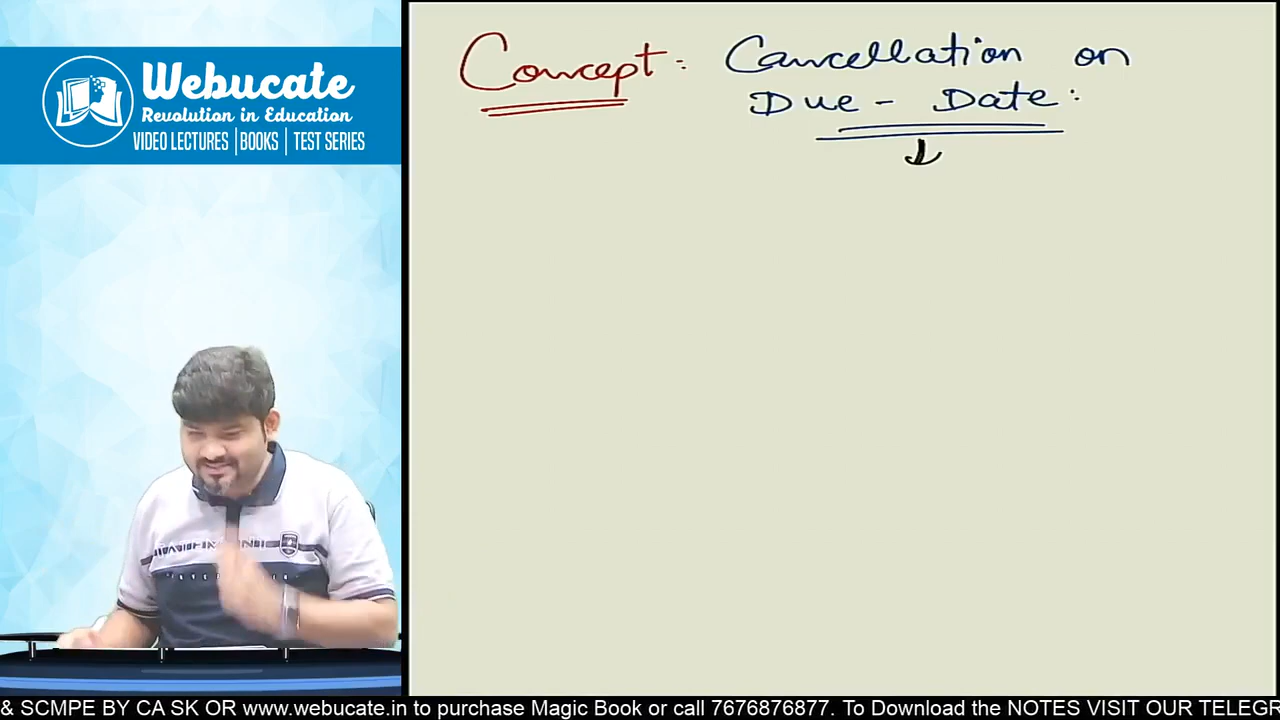 Webucate
Revolution in Education
VIDEO LECTURES | BOOKS | TEST SERIES
Concept: Cancellation on
Due - Date:
& SCMPE BY CA SK OR www.webucate.in to purchase Magic Book or call 7676876877. To Download the NOTES VISIT OUR TELEGR